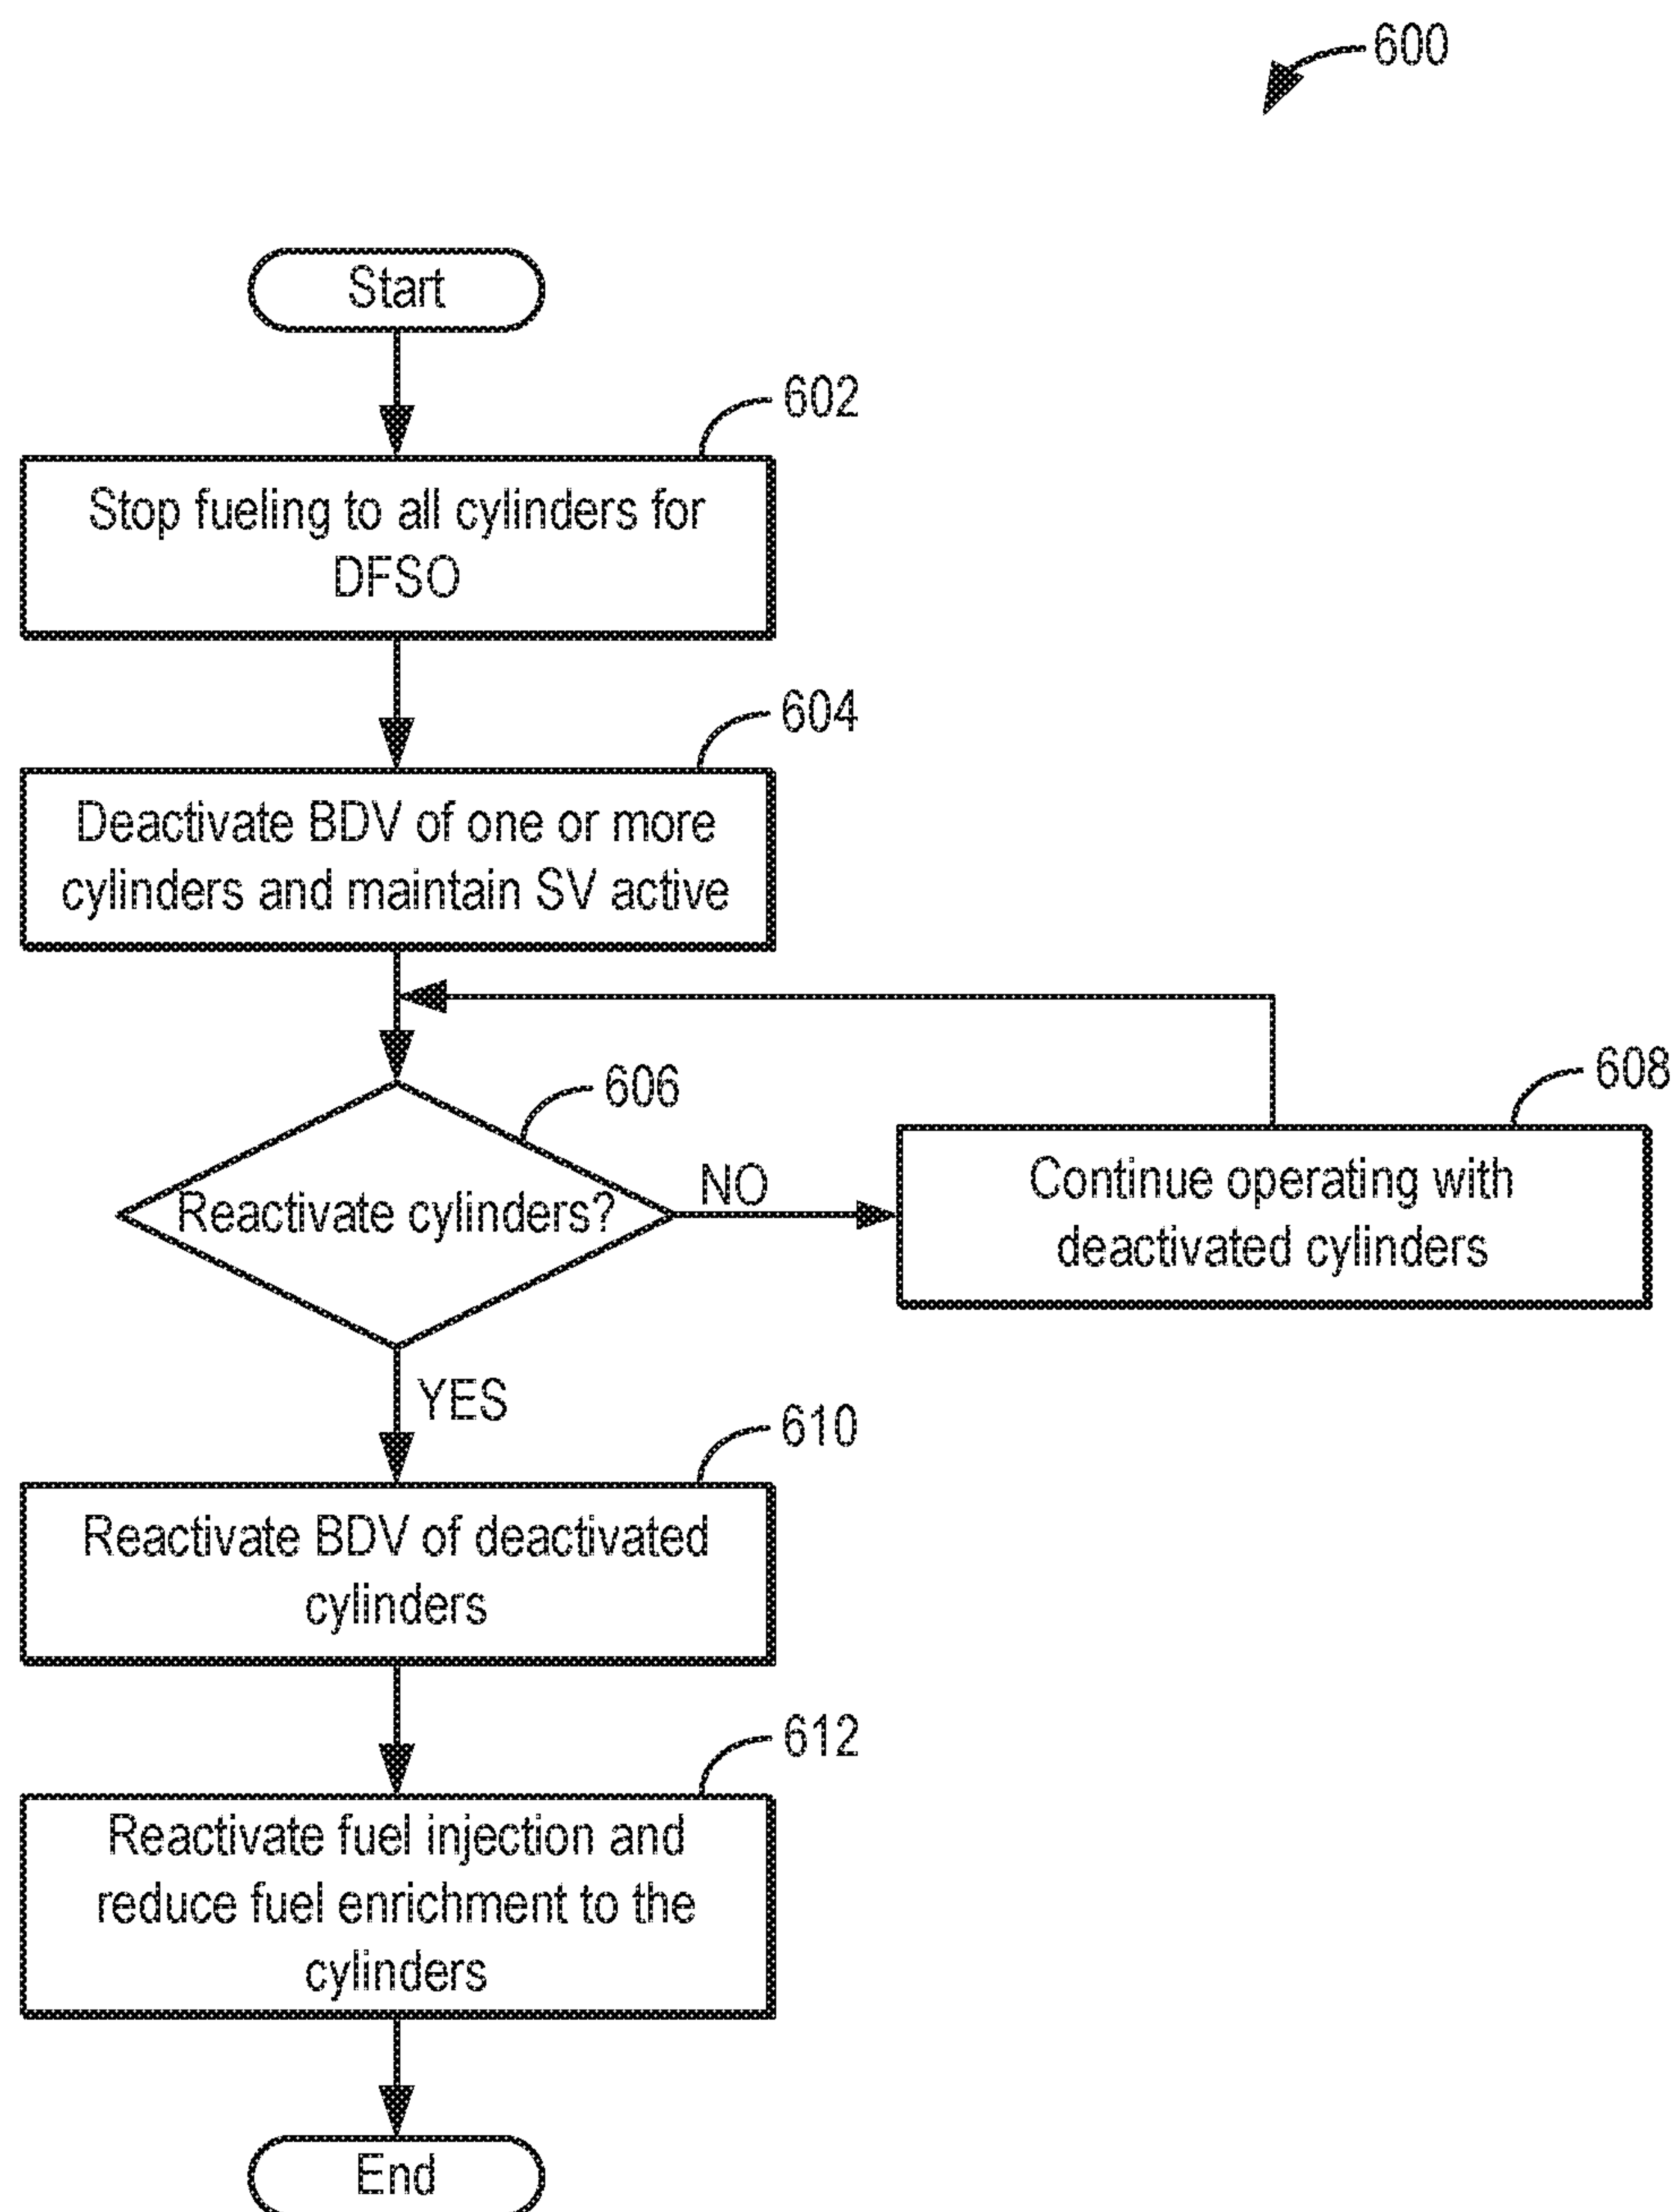 600
Start
602
Stop fueling to all cylinders for
DFSO
604
Deactivate BDV of one or more
cylinders and maintain SV active
606
Reactivate cylinders?
NO
608
Continue operating with
deactivated cylinders
YES
610
Reactivate BDV of deactivated
cylinders
612
Reactivate fuel injection and
reduce fuel enrichment to the
cylinders
End